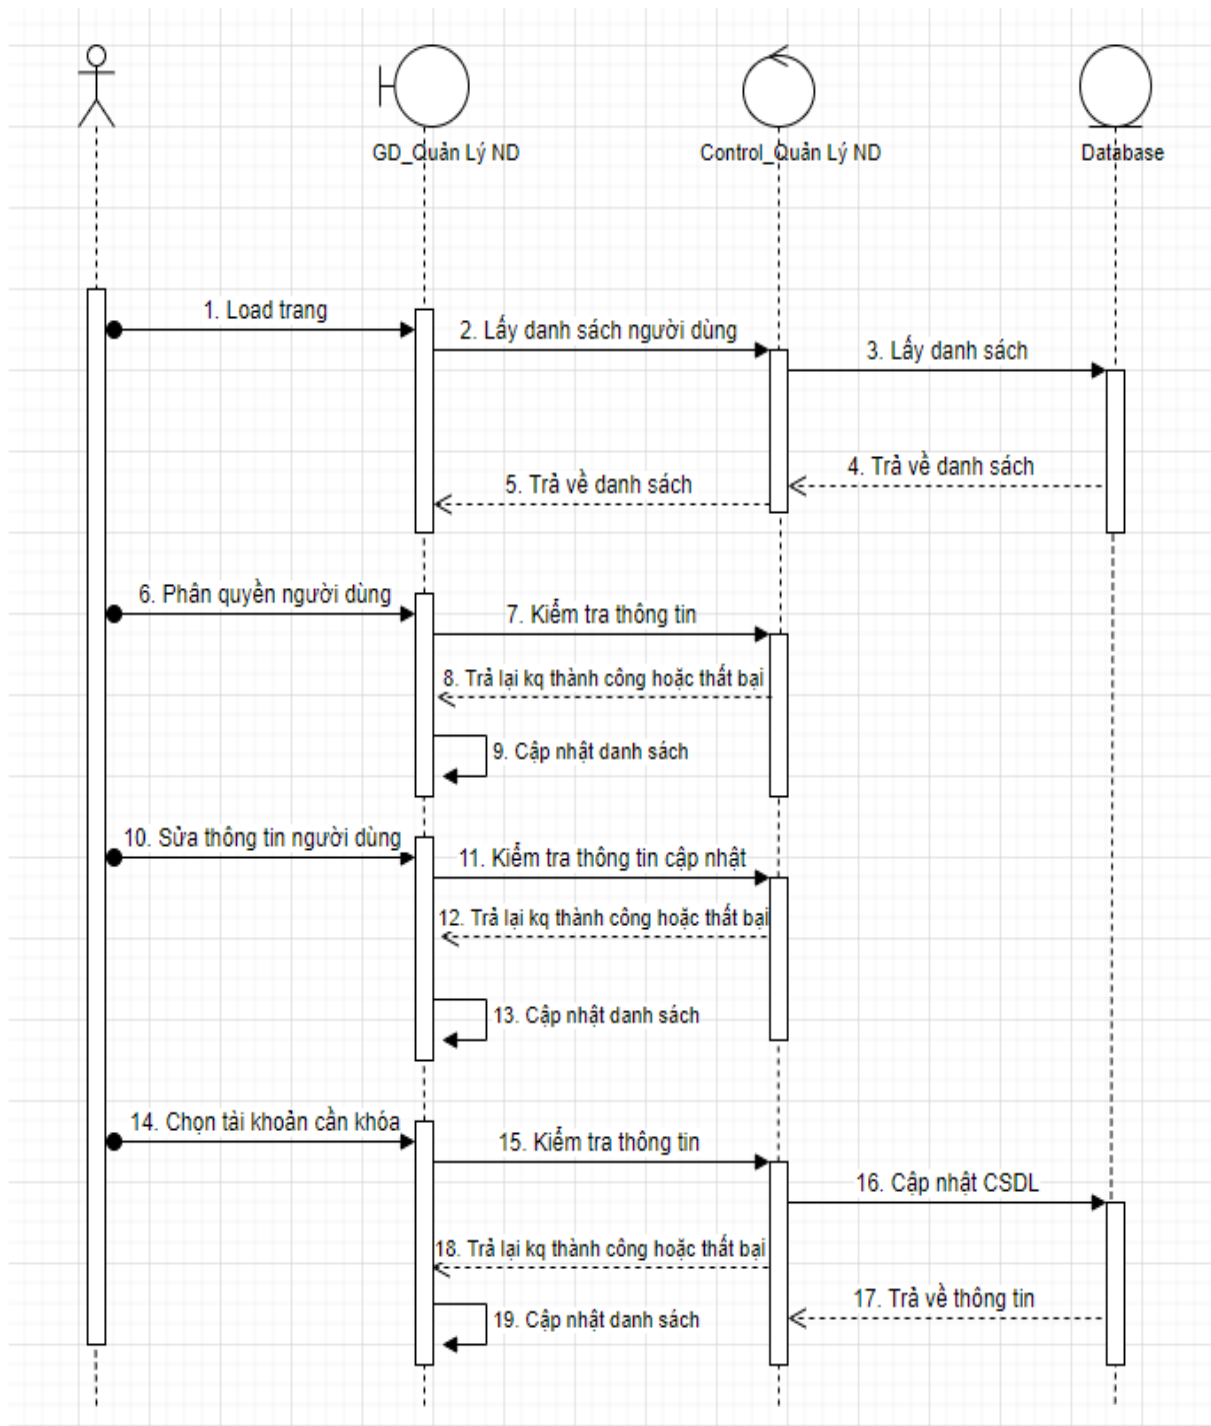 GD_Quản Lý ND
Control_Quản Lý ND
Database
1. Load trang
2. Lấy danh sách người dùng
3. Lấy danh sách
4. Trả về danh sách
5. Trả về danh sách
6. Phân quyền người dùng
7. Kiểm tra thông tin
8. Trả lại kq thành công hoặc thất bại
9. Cập nhật danh sách
10. Sửa thông tin người dùng
11. Kiểm tra thông tin cập nhật
12. Trả lại kq thành công hoặc thất bại
13. Cập nhật danh sách
14. Chọn tài khoản cần khóa
15. Kiểm tra thông tin
16. Cập nhật CSDL
18. Trả lại kq thành công hoặc thất bại
17. Trả về thông tin
19. Cập nhật danh sách